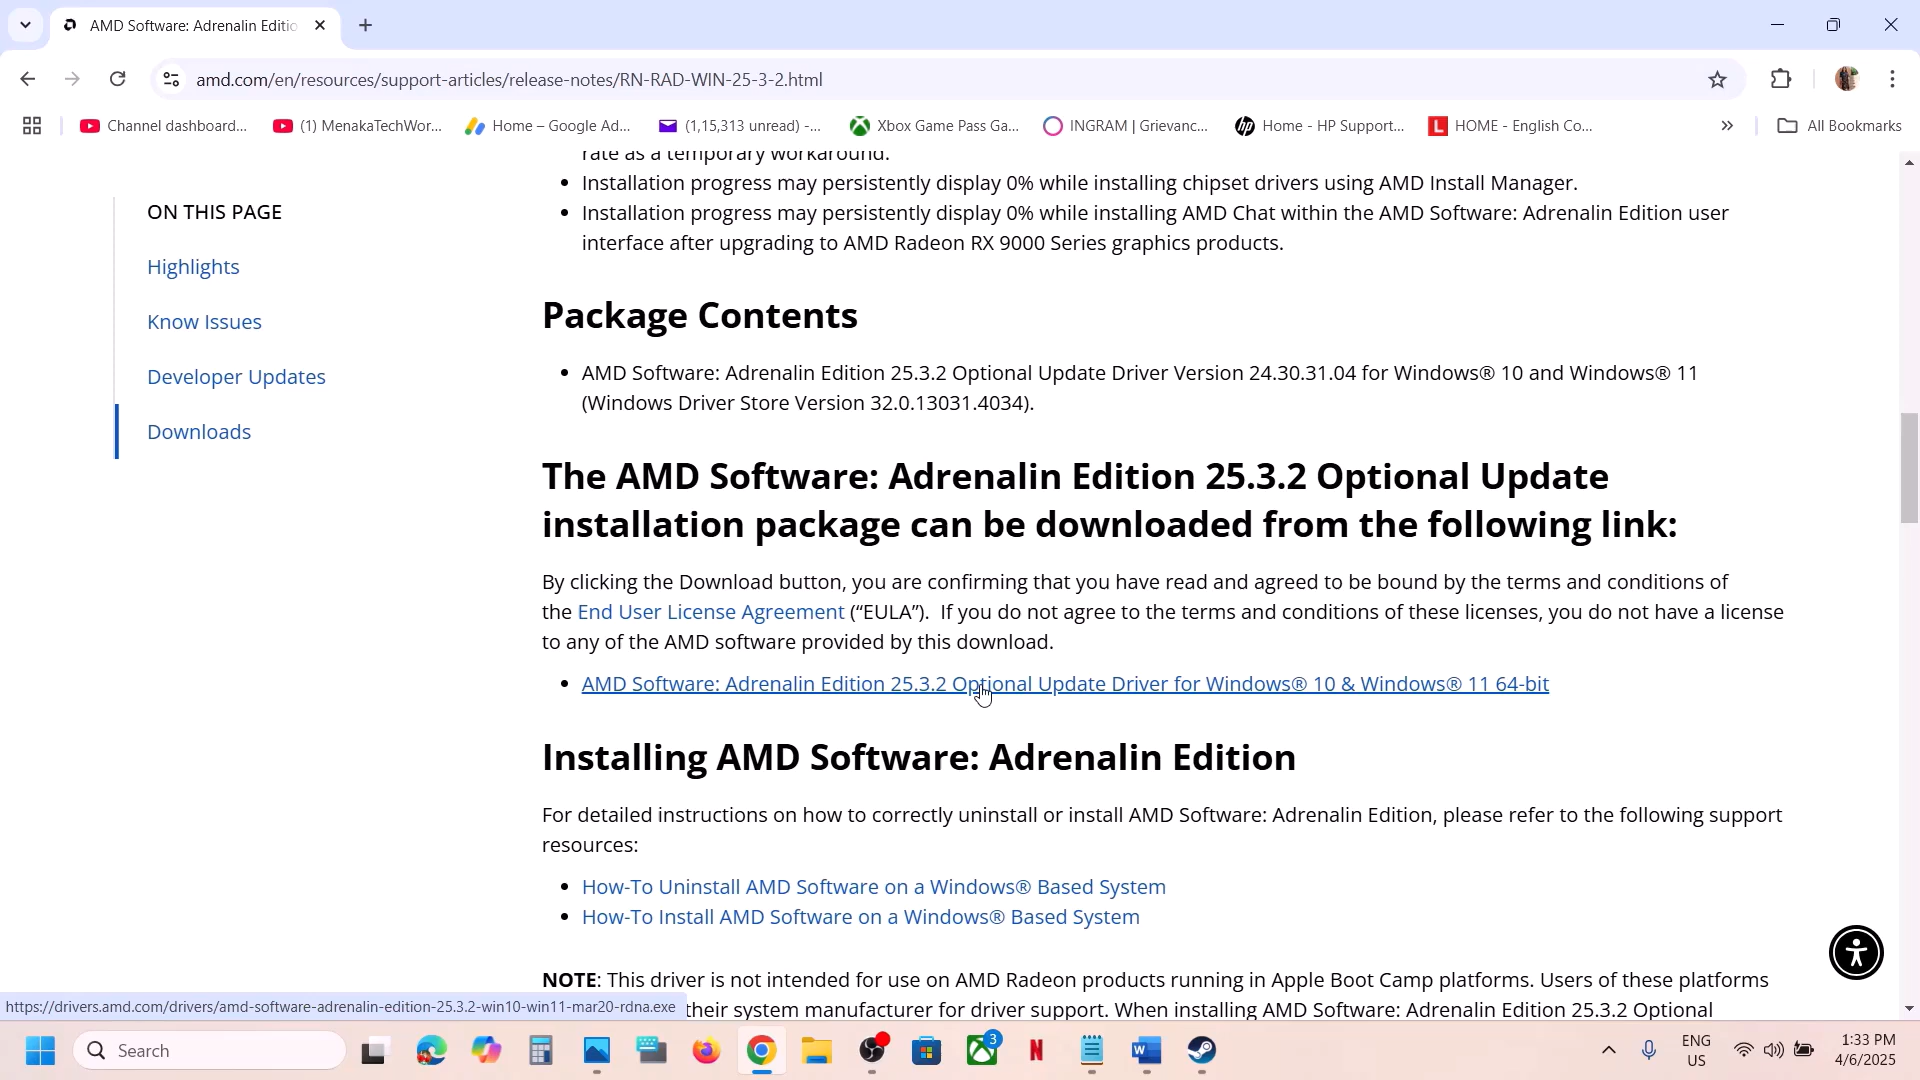 AMD Software: Adrenalin Editio
amd.com/en/resources/support-articles/release-notes/RN-RAD-WIN-25-3-2.html
Channel dashboard...
(1) MenakaTechWor...
Home – Google Ad...
(1,15,313 unread) -...
Xbox Game Pass Ga...
INGRAM | Grievanc...
Home - HP Support...
HOME - English Co...
All Bookmarks
ON THIS PAGE
Highlights
Know Issues
Developer Updates
Downloads
rate as a temporary workaround.
• Installation progress may persistently display 0% while installing chipset drivers using AMD Install Manager.
• Installation progress may persistently display 0% while installing AMD Chat within the AMD Software: Adrenalin Edition user
interface after upgrading to AMD Radeon RX 9000 Series graphics products.
Package Contents
• AMD Software: Adrenalin Edition 25.3.2 Optional Update Driver Version 24.30.31.04 for Windows® 10 and Windows® 11
(Windows Driver Store Version 32.0.13031.4034).
The AMD Software: Adrenalin Edition 25.3.2 Optional Update
installation package can be downloaded from the following link:
By clicking the Download button, you are confirming that you have read and agreed to be bound by the terms and conditions of
the End User License Agreement (“EULA”).  If you do not agree to the terms and conditions of these licenses, you do not have a license
to any of the AMD software provided by this download.
• AMD Software: Adrenalin Edition 25.3.2 Optional Update Driver for Windows® 10 & Windows® 11 64-bit
Installing AMD Software: Adrenalin Edition
For detailed instructions on how to correctly uninstall or install AMD Software: Adrenalin Edition, please refer to the following support
resources:
• How-To Uninstall AMD Software on a Windows® Based System
• How-To Install AMD Software on a Windows® Based System
NOTE: This driver is not intended for use on AMD Radeon products running in Apple Boot Camp platforms. Users of these platforms
their system manufacturer for driver support. When installing AMD Software: Adrenalin Edition 25.3.2 Optional
https://drivers.amd.com/drivers/amd-software-adrenalin-edition-25.3.2-win10-win11-mar20-rdna.exe
Search
3
ENG
US
1:33 PM
4/6/2025